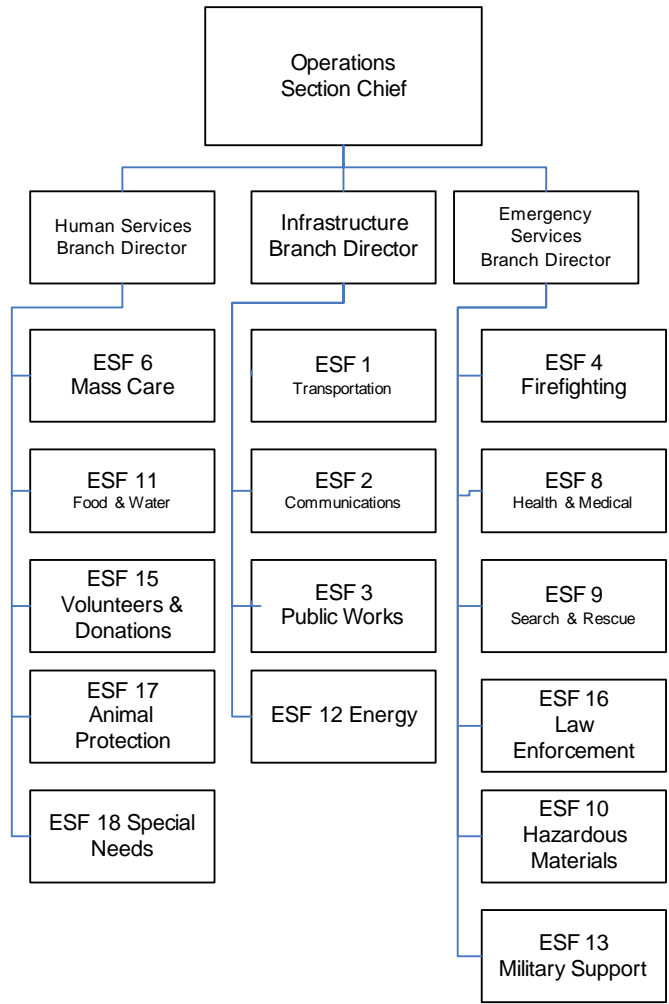 Operations
Section Chief
Human Services
Branch Director
Infrastructure
Branch Director
Emergency
Services
Branch Director
ESF 6
Mass Care
ESF 11
Food & Water
ESF 15
Volunteers &
Donations
ESF 17
Animal
Protection
ESF 18 Special
Needs
ESF 1
Transportation
ESF 2
Communications
ESF 3
Public Works
ESF 12 Energy
ESF 4
Firefighting
ESF 8
Health & Medical
ESF 9
Search & Rescue
ESF 16
Law
Enforcement
ESF 10
Hazardous
Materials
ESF 13
Military Support